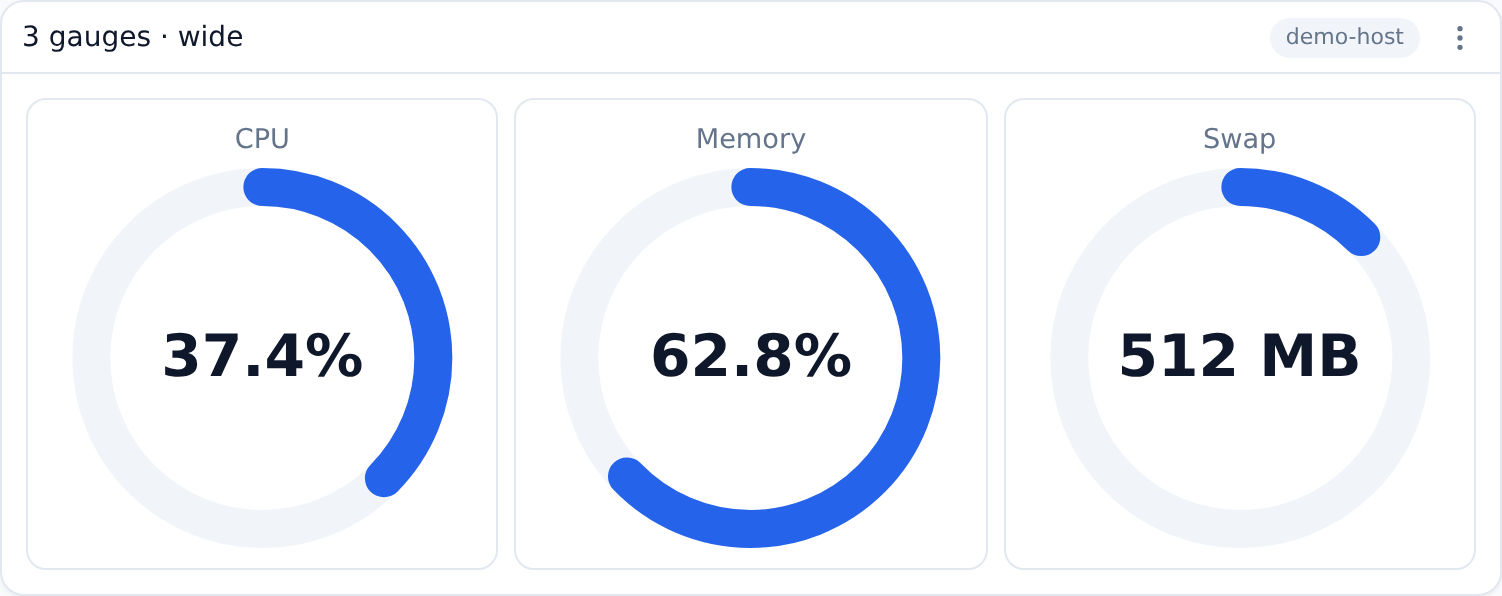 3 gauges · wide
demo-host
CPU
Memory
Swap
37.4%
62.8%
512 MB